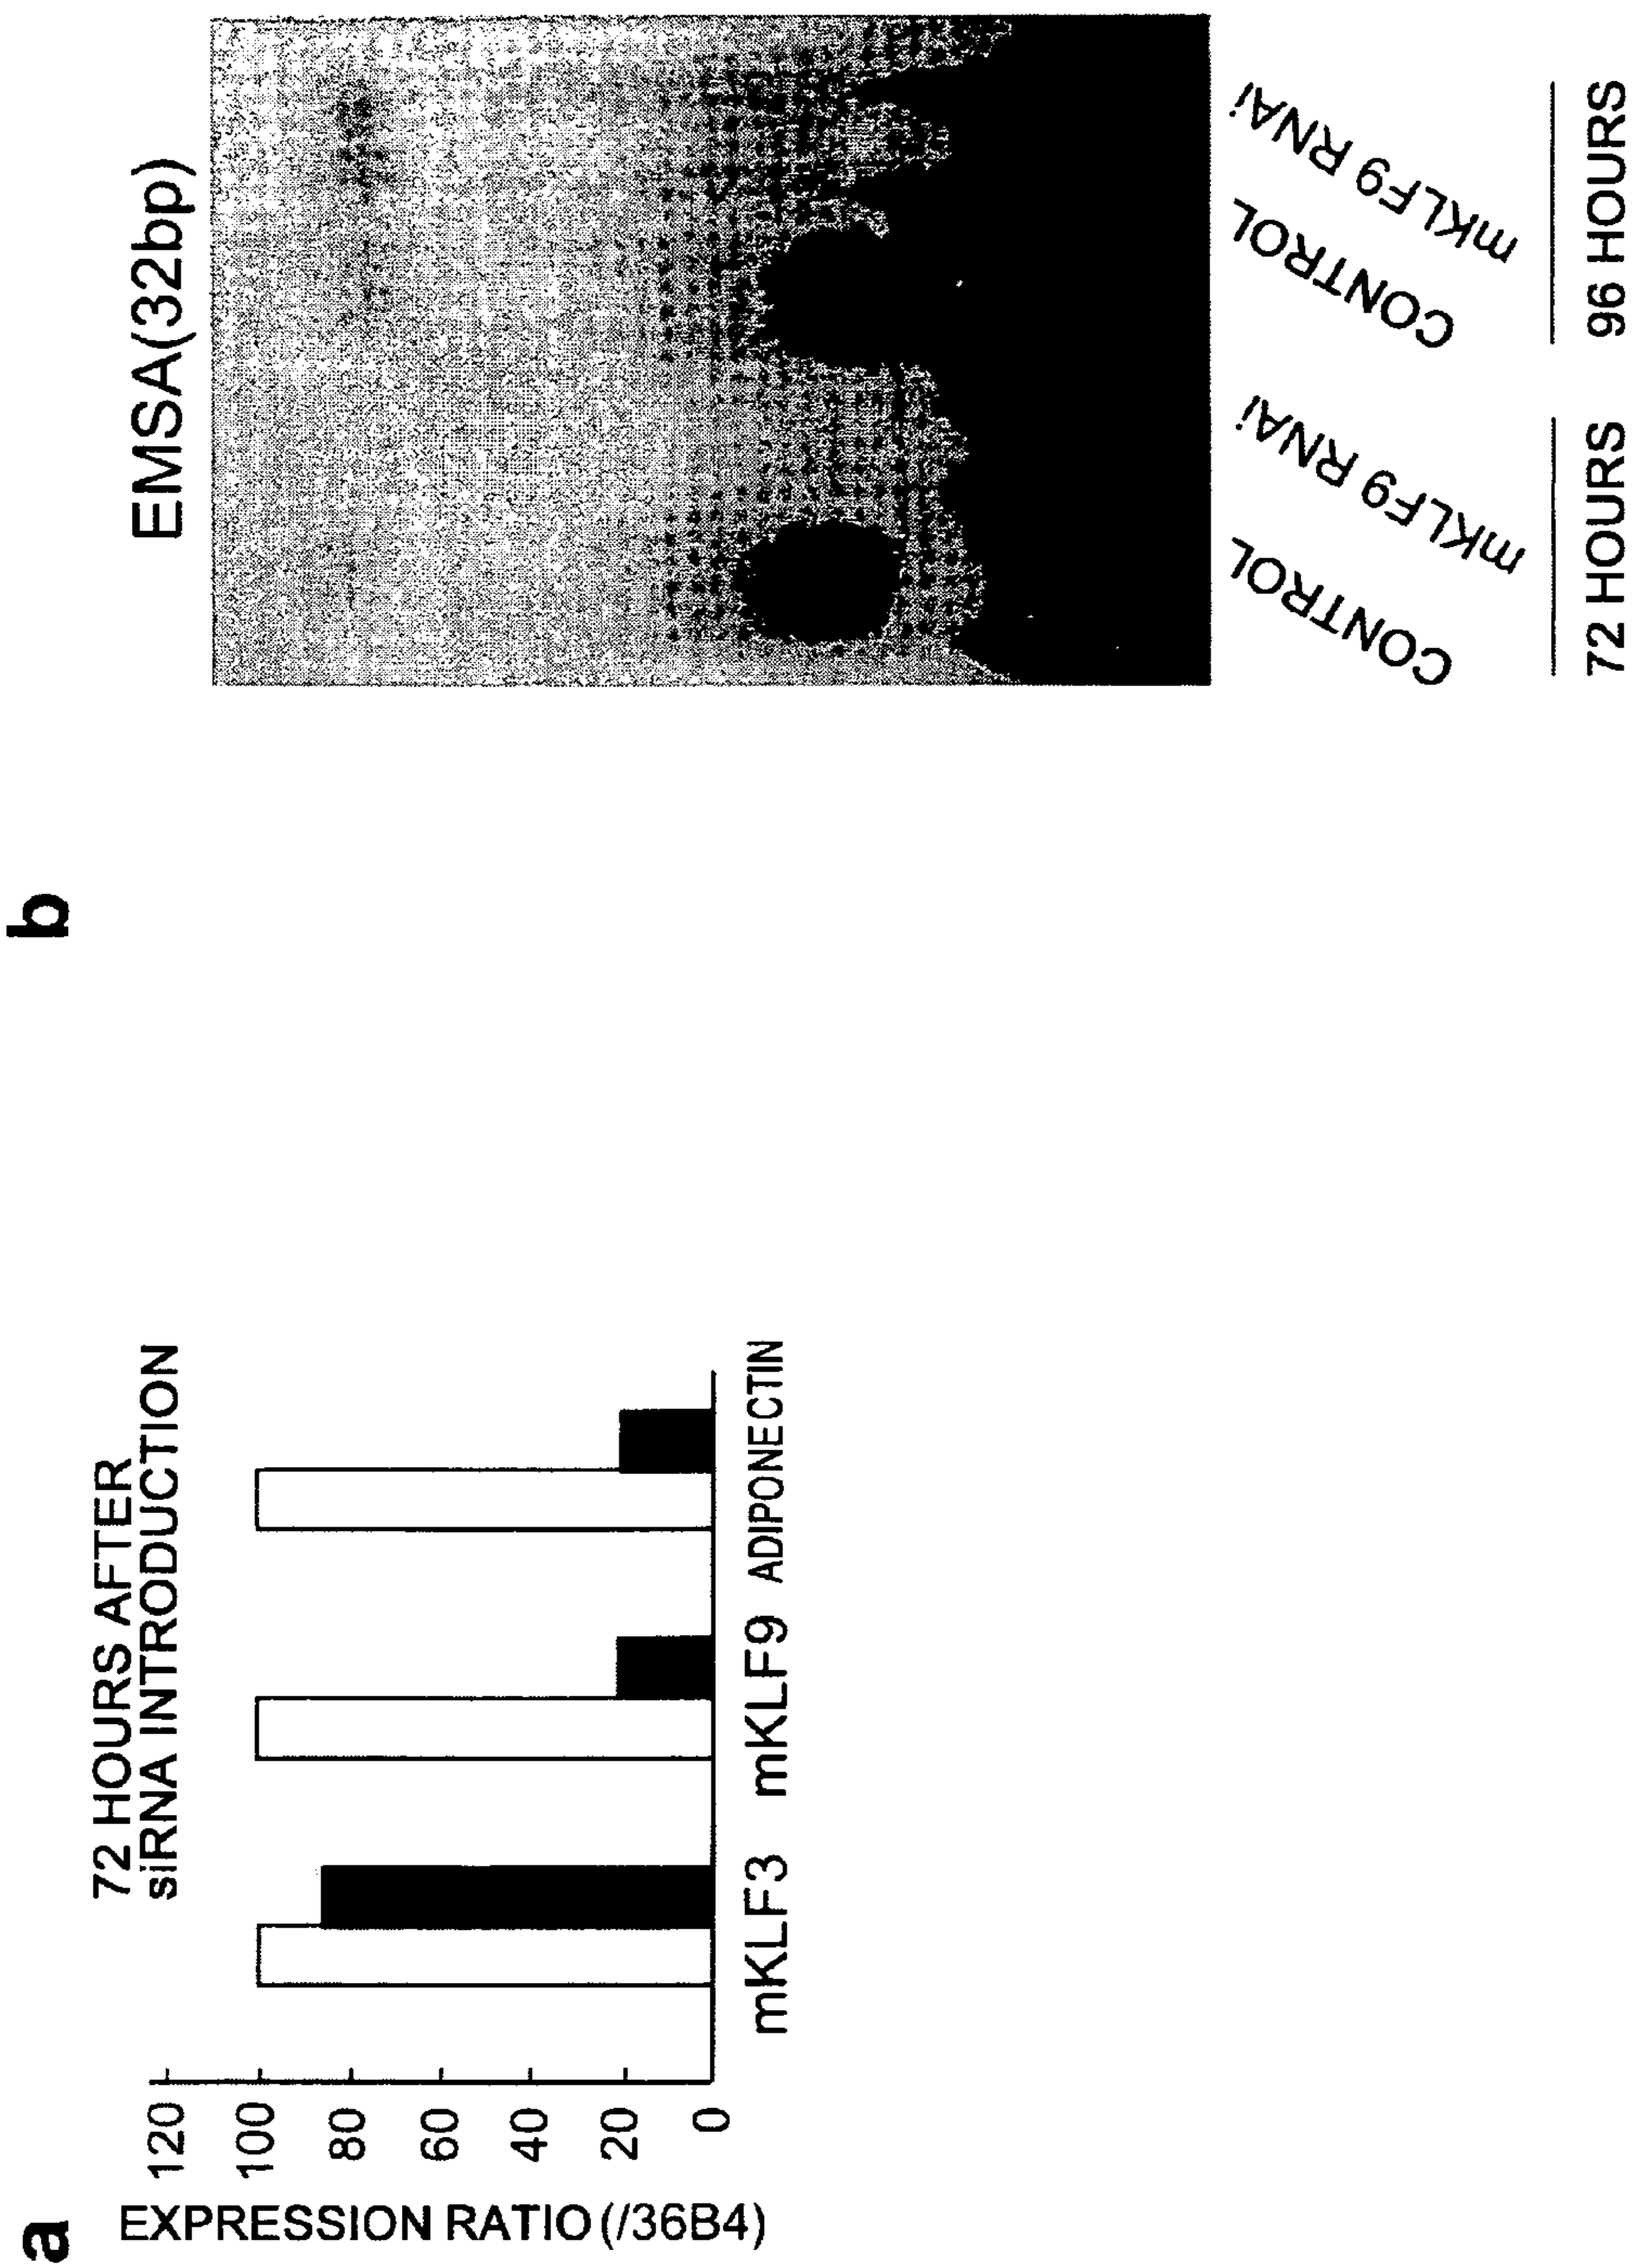 a
72 HOURS AFTER
siRNA INTRODUCTION
EXPRESSION RATIO (/36B4)
120
100
80
60
40
20
0
mKLF3
mKLF9
ADIPONECTIN
b
EMSA(32bp)
CONTROL
mKLF9 RNAi
CONTROL
mKLF9 RNAi
72 HOURS
96 HOURS